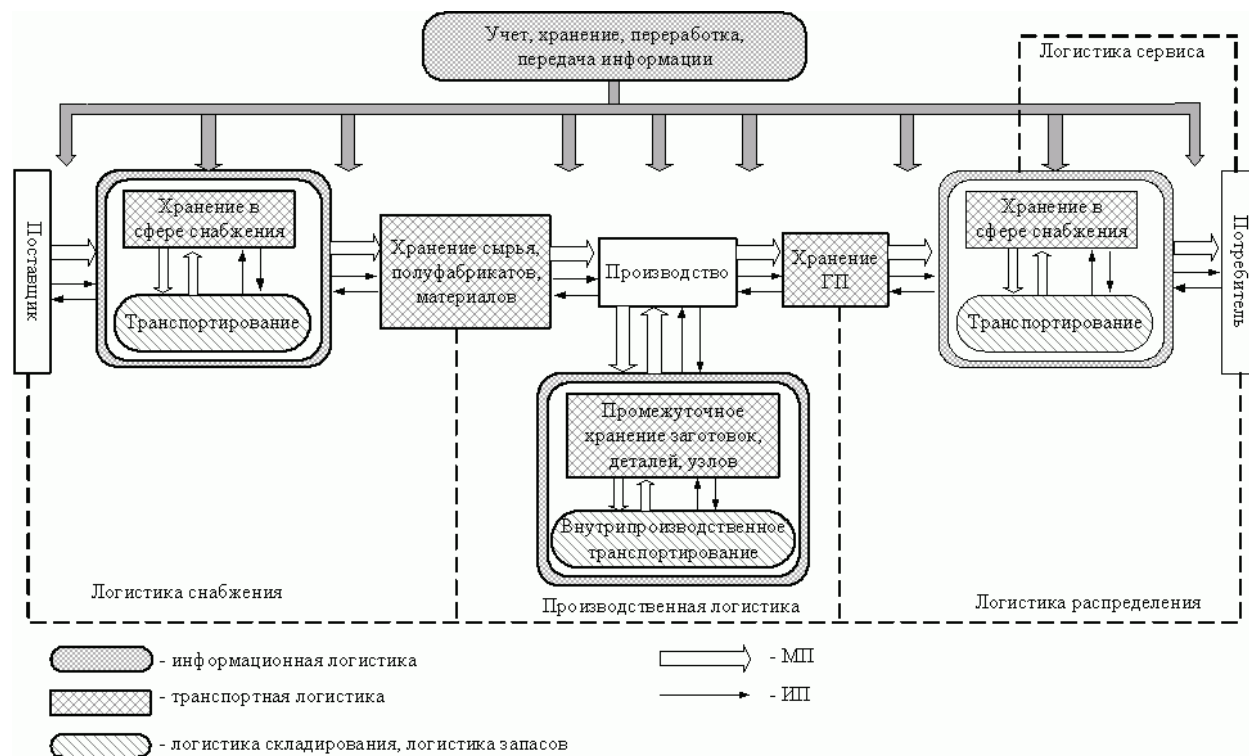 Учет, хранение, переработка,
передача информации
Логистика сервиса
Поставщик
Хранение в
сфере снабжения
Транспортирование
Хранение сырья,
полуфабрикатов,
материалов
Производство
Хранение
ГП
Хранение в
сфере снабжения
Транспортирование
Потребитель
Промежуточное
хранение заготовок,
деталей, узлов
Внутрипроизводственное
транспортирование
Логистика снабжения
Производственная логистика
Логистика распределения
- информационная логистика
- МП
- транспортная логистика
- ИП
- логистика складирования, логистика запасов